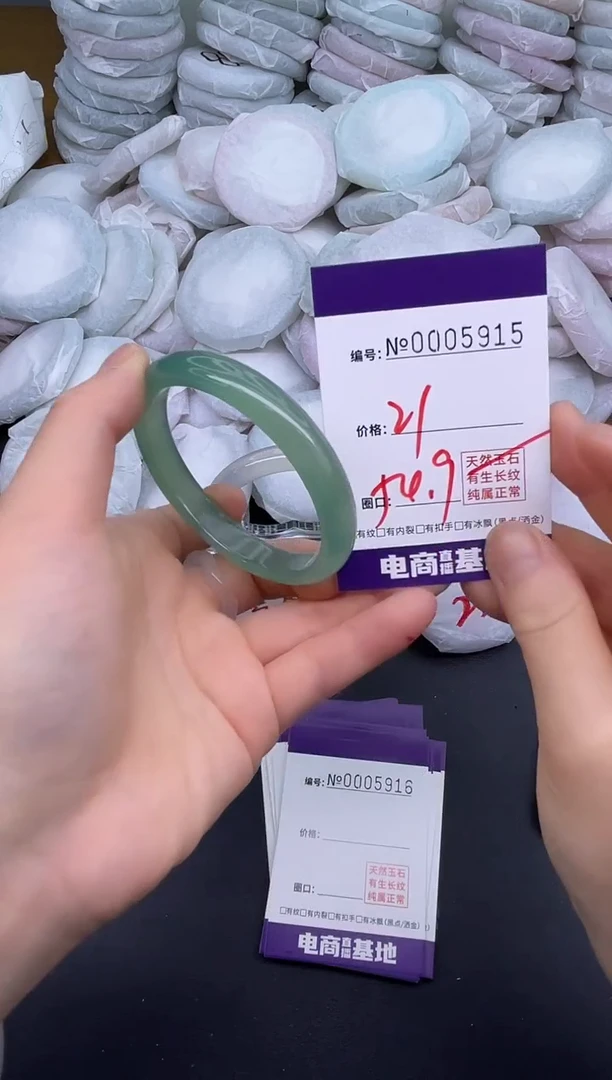 编号: №0005915
价格: 21
圈口: 54.9
天然玉石
有生长纹
纯属正常
有纹□有内裂□有扣手□有冰飘(黑点/洒金)
电商直播基
编号: №0005916
价格:
圈口:
天然玉石
有生长纹
纯属正常
□有纹□有内裂□有扣手□有冰飘(黑点/洒金)
电商直播基地